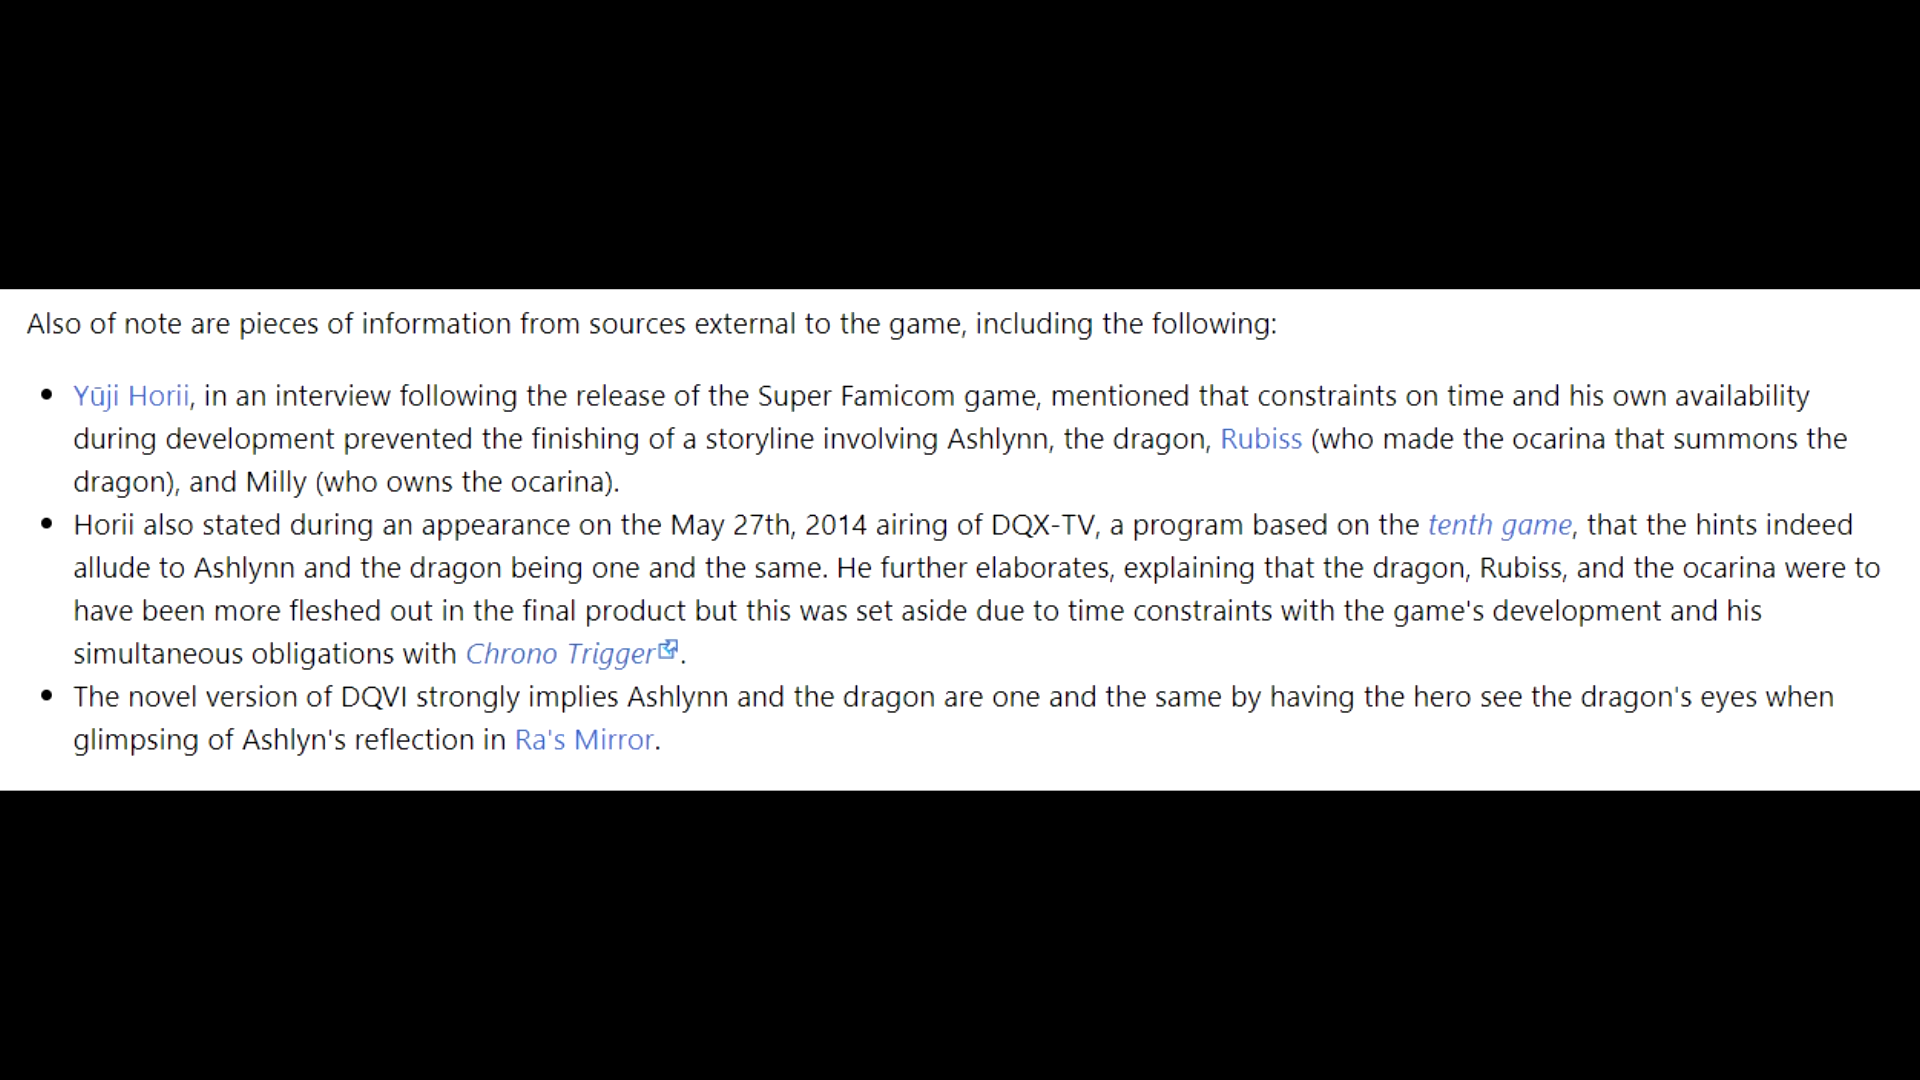 Also of note are pieces of information from sources external to the game, including the following:
• Yūji Horii, in an interview following the release of the Super Famicom game, mentioned that constraints on time and his own availability
during development prevented the finishing of a storyline involving Ashlynn, the dragon, Rubiss (who made the ocarina that summons the
dragon), and Milly (who owns the ocarina).
• Horii also stated during an appearance on the May 27th, 2014 airing of DQX-TV, a program based on the tenth game, that the hints indeed
allude to Ashlynn and the dragon being one and the same. He further elaborates, explaining that the dragon, Rubiss, and the ocarina were to
have been more fleshed out in the final product but this was set aside due to time constraints with the game's development and his
simultaneous obligations with Chrono Trigger.
• The novel version of DQVI strongly implies Ashlynn and the dragon are one and the same by having the hero see the dragon's eyes when
glimpsing of Ashlyn's reflection in Ra's Mirror.